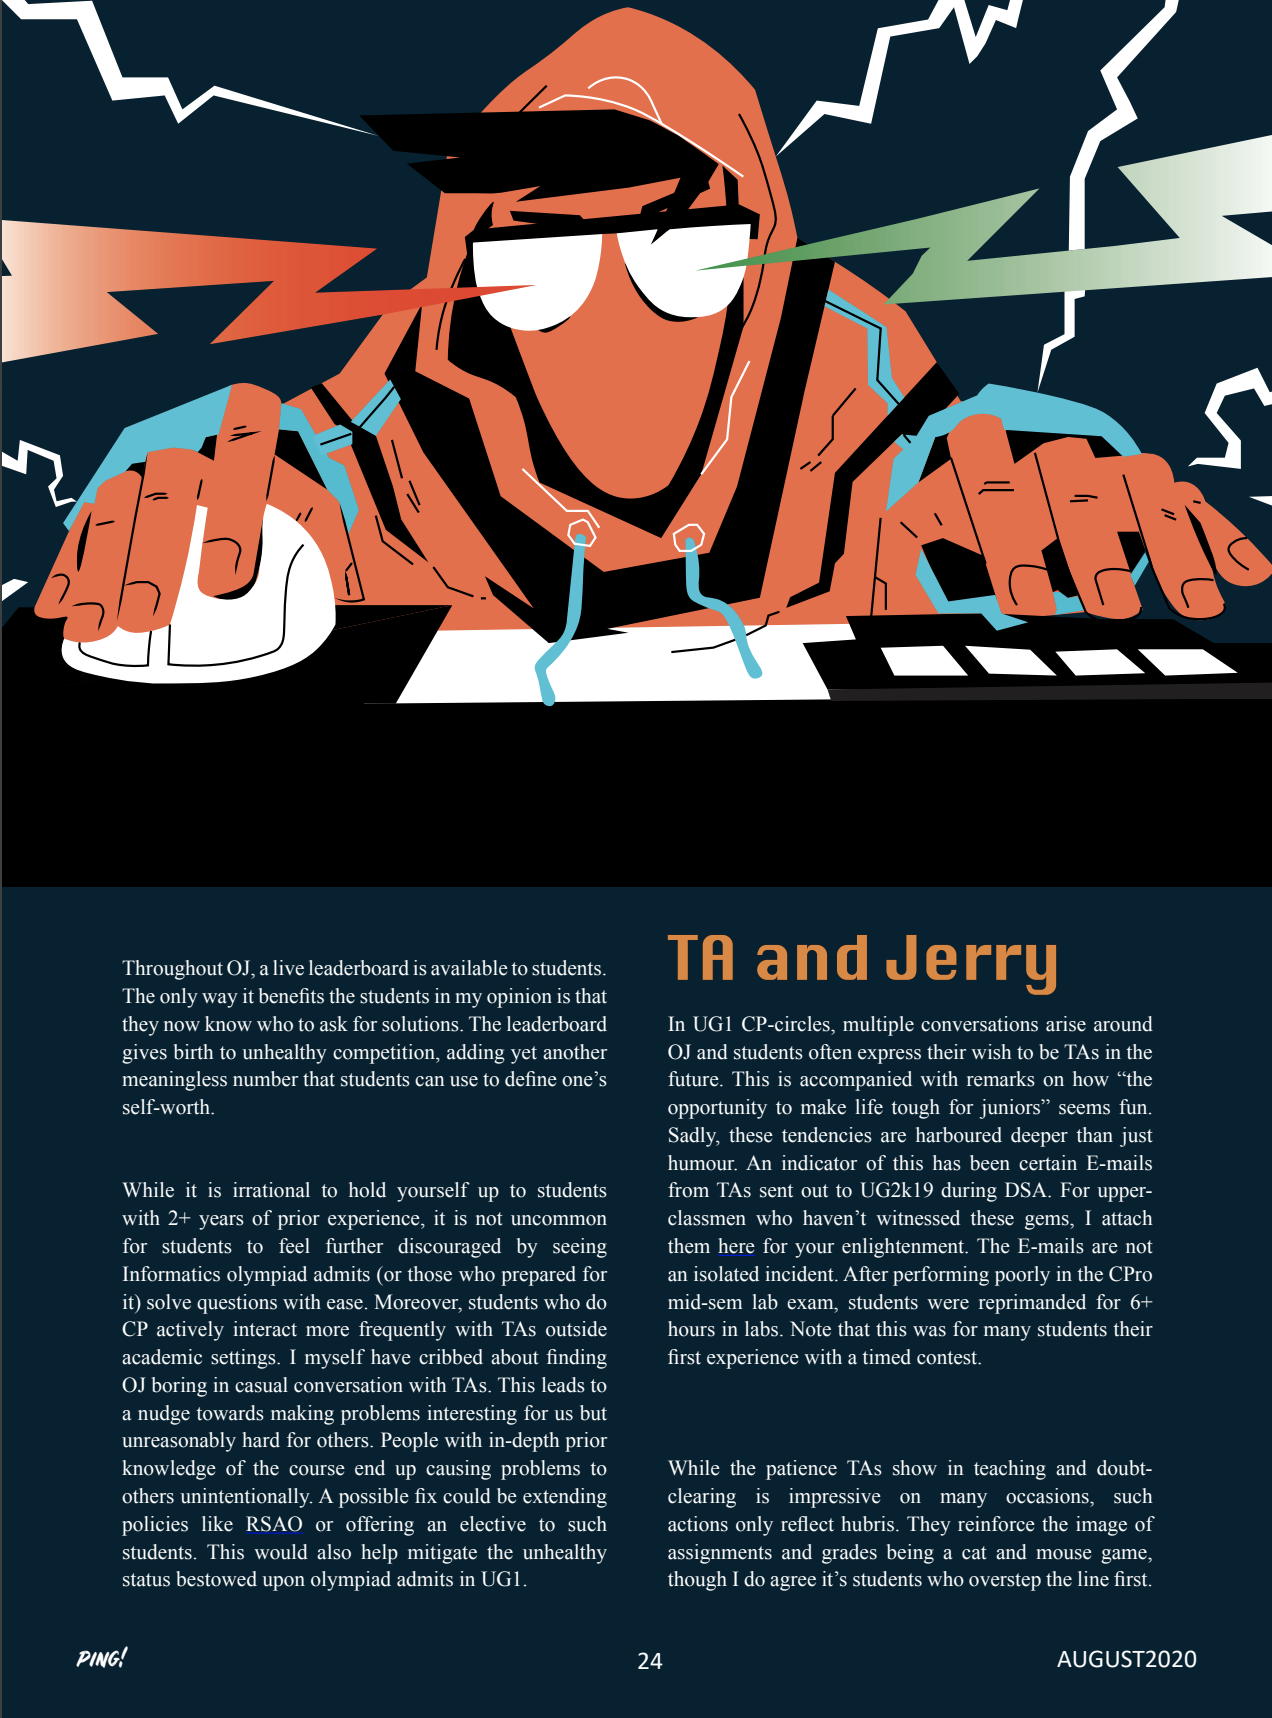 Throughout OJ, a live leaderboard is available to students.
The only way it benefits the students in my opinion is that
they now know who to ask for solutions. The leaderboard
gives birth to unhealthy competition, adding yet another
meaningless number that students can use to define one’s
self-worth.
While it is irrational to hold yourself up to students
with 2+ years of prior experience, it is not uncommon
for students to feel further discouraged by seeing
Informatics olympiad admits (or those who prepared for
it) solve questions with ease. Moreover, students who do
CP actively interact more frequently with TAs outside
academic settings. I myself have cribbed about finding
OJ boring in casual conversation with TAs. This leads to
a nudge towards making problems interesting for us but
unreasonably hard for others. People with in-depth prior
knowledge of the course end up causing problems to
others unintentionally. A possible fix could be extending
policies like RSAO or offering an elective to such
students. This would also help mitigate the unhealthy
status bestowed upon olympiad admits in UG1.
TA and Jerry
In UG1 CP-circles, multiple conversations arise around
OJ and students often express their wish to be TAs in the
future. This is accompanied with remarks on how “the
opportunity to make life tough for juniors” seems fun.
Sadly, these tendencies are harboured deeper than just
humour. An indicator of this has been certain E-mails
from TAs sent out to UG2k19 during DSA. For upper-
classmen who haven’t witnessed these gems, I attach
them here for your enlightenment. The E-mails are not
an isolated incident. After performing poorly in the CPro
mid-sem lab exam, students were reprimanded for 6+
hours in labs. Note that this was for many students their
first experience with a timed contest.
While the patience TAs show in teaching and doubt-
clearing is impressive on many occasions, such
actions only reflect hubris. They reinforce the image of
assignments and grades being a cat and mouse game,
though I do agree it’s students who overstep the line first.
PING!
24
AUGUST2020